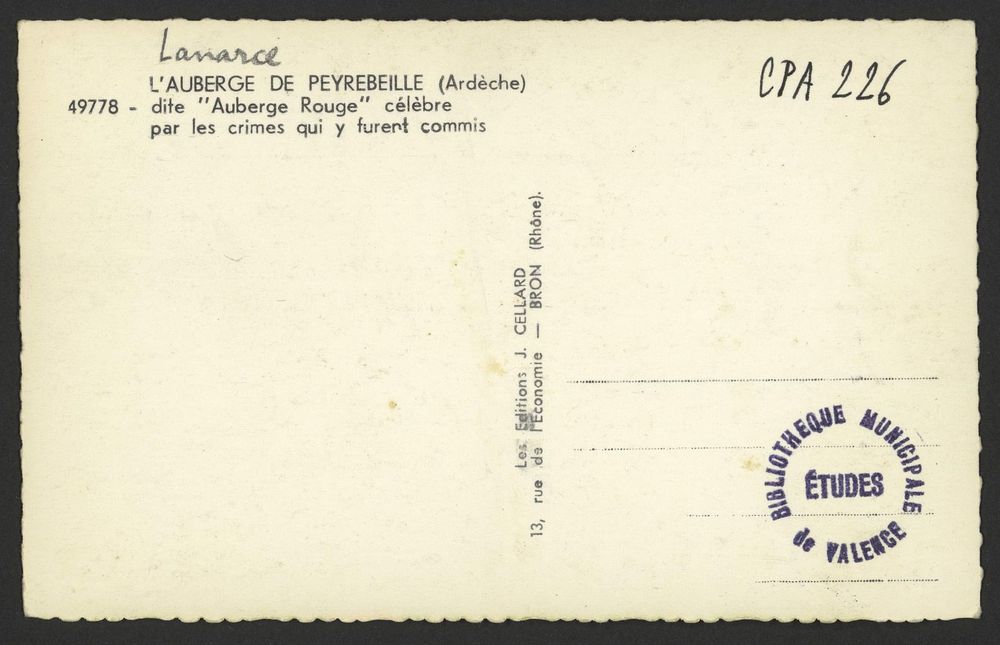 Lanarce
L'AUBERGE DE PEYREBEILLE (Ardèche)
49778 - dite "Auberge Rouge" célèbre
par les crimes qui y furent commis
CPA 226
Les Editions J. CELLARD
13, rue de l'Economie — BRON (Rhône).
BIBLIOTHEQUE MUNICIPALE
ÉTUDES
de VALENCE